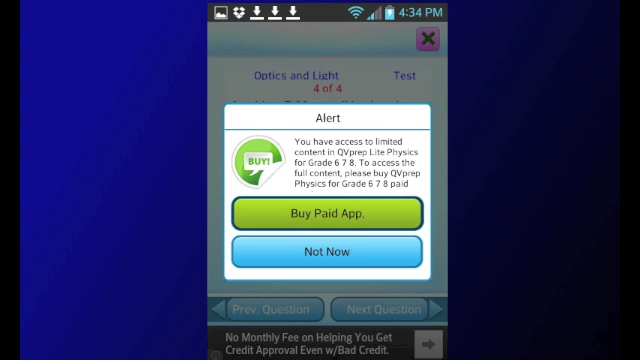 4:34 PM
Optics and Light Test
4 of 4
Alert
BUY!
You have access to limited
content in QVprep Lite Physics
for Grade 6 7 8. To access the
full content, please buy QVprep
Physics for Grade 6 7 8 paid
Buy Paid App.
Not Now
Prev. Question
Next Question
No Monthly Fee on Helping You Get
Credit Approval Even w/Bad Credit.